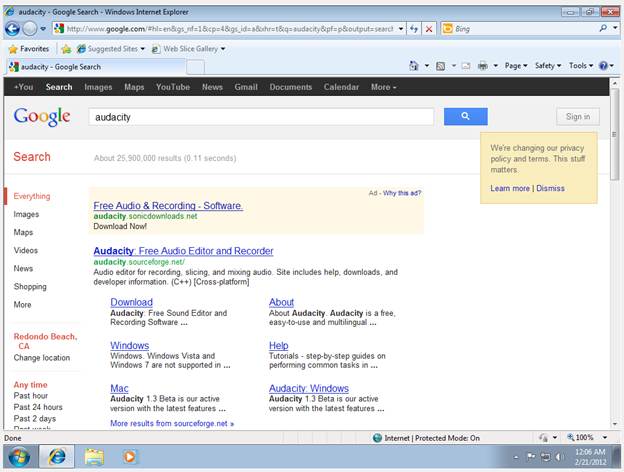 audacity - Google Search - Windows Internet Explorer
http://www.google.com/#hl=en&gs_nf=1&cp=4&gs_id=a&xhr=t&q=audacity&pf=p&output=search
Bing
Favorites
Suggested Sites
Web Slice Gallery
audacity - Google Search
Page
Safety
Tools
+You Search Images Maps YouTube News Gmail Documents Calendar More
Google
audacity
Sign in
We're changing our privacy
policy and terms. This stuff
matters.
Learn more | Dismiss
Search
About 25,900,000 results (0.11 seconds)
Everything
Images
Maps
Videos
News
Shopping
More
Redondo Beach,
CA
Change location
Any time
Past hour
Past 24 hours
Past 2 days
Past week
Ad - Why this ad?
Free Audio & Recording - Software.
audacity.sonicdownloads.net
Download Now!
Audacity: Free Audio Editor and Recorder
audacity.sourceforge.net/
Audio editor for recording, slicing, and mixing audio. Site includes help, downloads, and
developer information. (C++) [Cross-platform]
Download
Audacity: Free Sound Editor and
Recording Software ...
About
About Audacity. Audacity is a free,
easy-to-use and multilingual ...
Windows
Windows. Windows Vista and
Windows 7 are not supported in ...
Help
Tutorials - step-by-step guides on
performing common tasks in ...
Mac
Audacity 1.3 Beta is our active
version with the latest features ...
Audacity: Windows
Audacity 1.3 Beta is our active
version with the latest features ...
More results from sourceforge.net »
Done
Internet | Protected Mode: On
100%
12:06 AM
2/21/2012